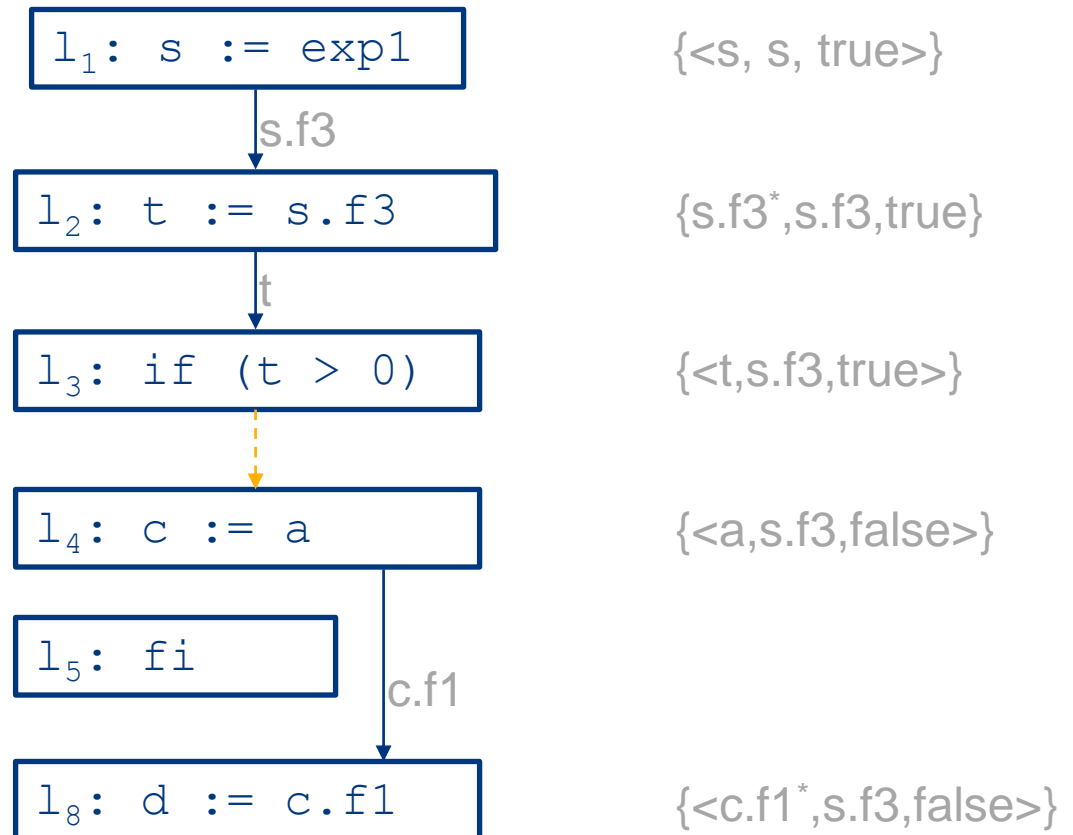 l₁: s := exp1 {<s, s, true>}
s.f3
l₂: t := s.f3 {s.f3*,s.f3,true}
t
l₃: if (t > 0) {<t,s.f3,true>}
l₄: c := a {<a,s.f3,false>}
l₅: fi
c.f1
l₈: d := c.f1 {<c.f1*,s.f3,false>}